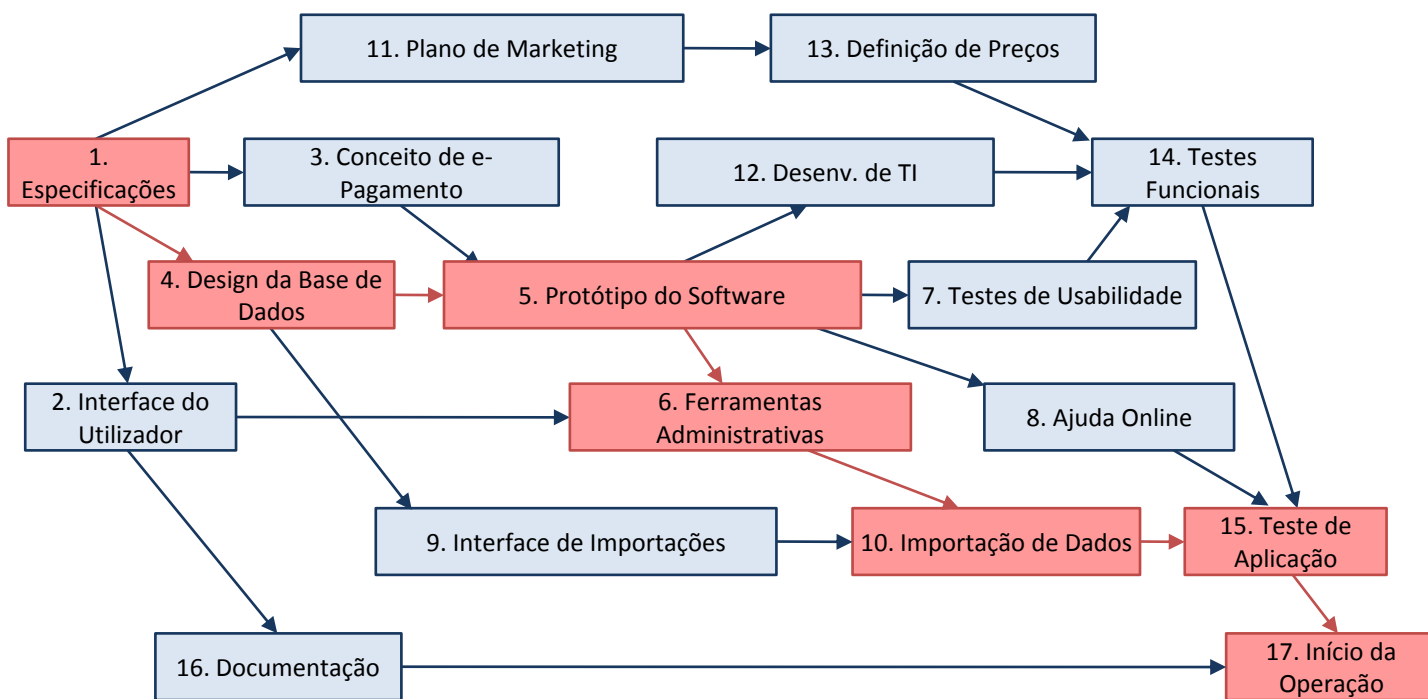 11. Plano de Marketing
13. Definição de Preços
1.
Especificações
3. Conceito de e-
Pagamento
12. Desenv. de TI
14. Testes
Funcionais
4. Design da Base de
Dados
5. Protótipo do Software
7. Testes de Usabilidade
2. Interface do
Utilizador
6. Ferramentas
Administrativas
8. Ajuda Online
9. Interface de Importações
10. Importação de Dados
15. Teste de
Aplicação
16. Documentação
17. Início da
Operação